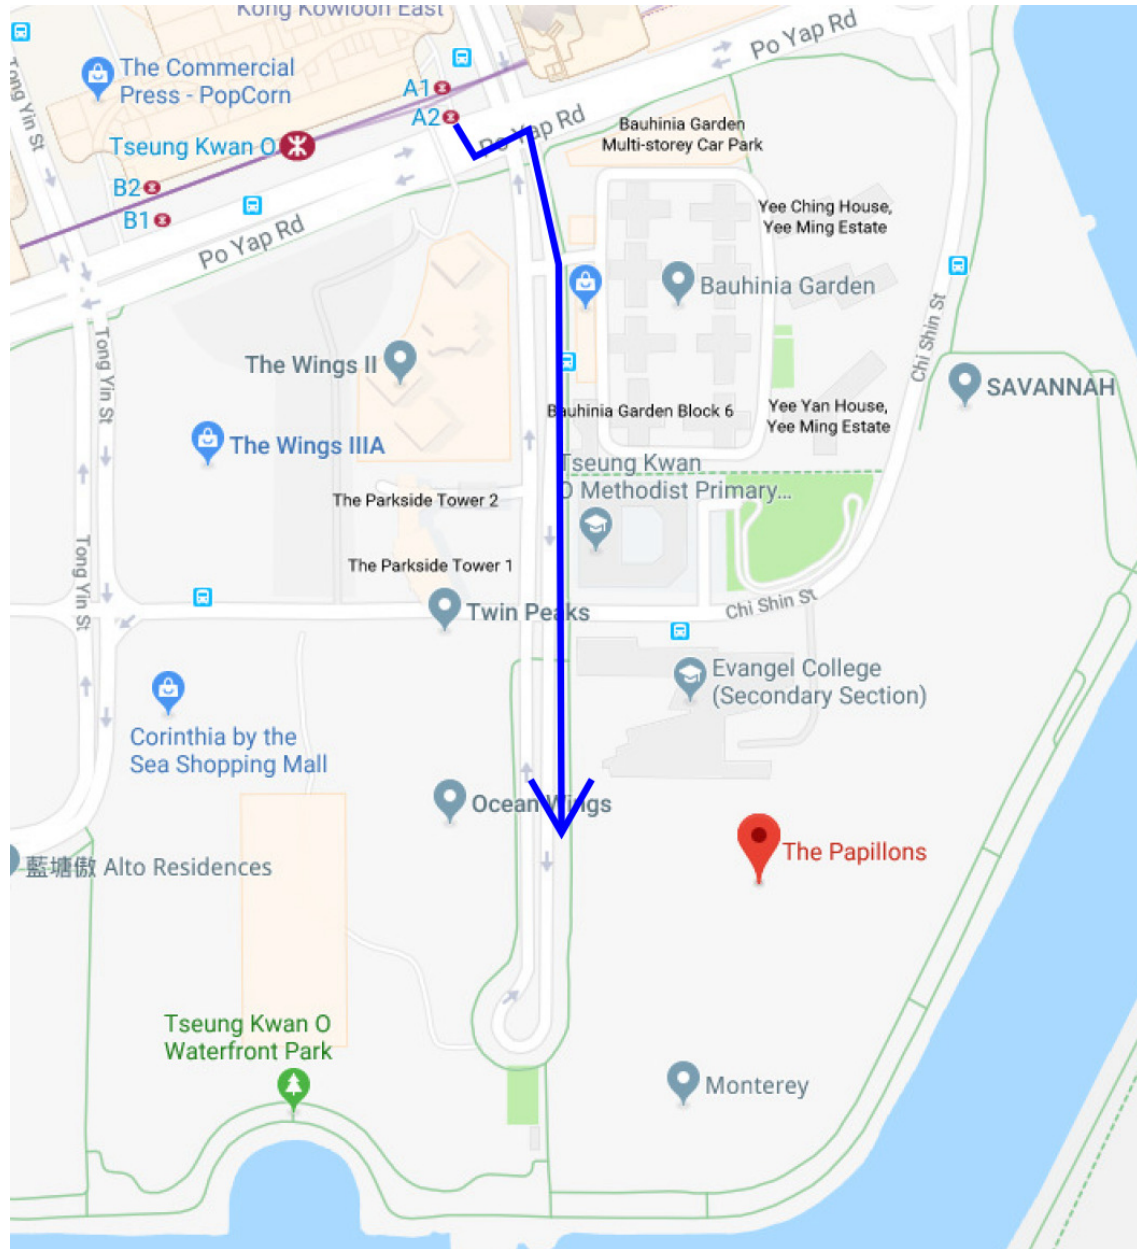 Kong Kowloon East
The Commercial
Press - PopCorn
A1
A2
Po Yap Rd
Po Yap Rd
Tong Yin St
Tseung Kwan O
Bauhinia Garden
Multi-storey Car Park
B2
B1
Po Yap Rd
Yee Ching House,
Yee Ming Estate
Bauhinia Garden
Chi Shin St
Tong Yin St
The Wings II
SAVANNAH
Bauhinia Garden Block 6
Yee Yan House,
Yee Ming Estate
The Wings IIIA
Tseung Kwan
O Methodist Primary...
The Parkside Tower 2
The Parkside Tower 1
Tong Yin St
Twin Peaks
Chi Shin St
Evangel College
(Secondary Section)
Corinthia by the
Sea Shopping Mall
Ocean Wings
The Papillons
藍塘傲 Alto Residences
Tseung Kwan O
Waterfront Park
Monterey